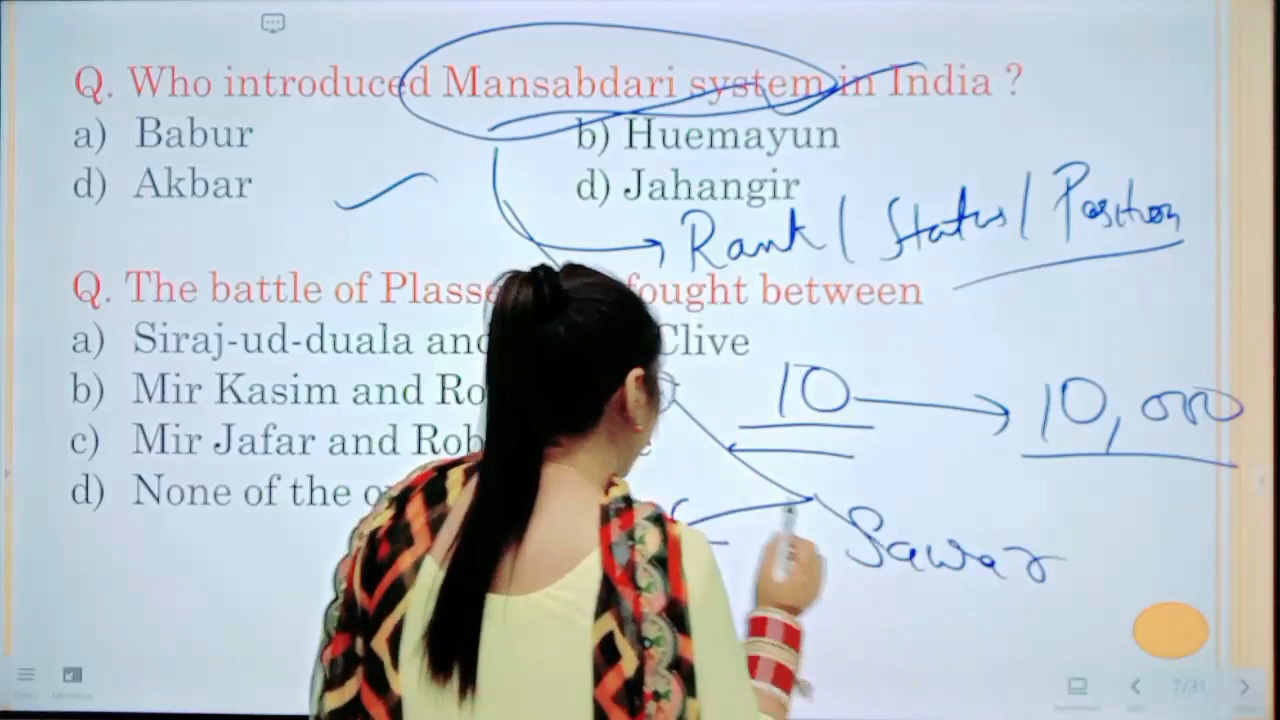 Q. Who introduced Mansabdari system in India ?
a) Babur
b) Huemayun
d) Akbar
d) Jahangir
Rank / Status / Position
Q. The battle of Plasse fought between
a) Siraj-ud-duala and Clive
b) Mir Kasim and Ro
10 10,000
c) Mir Jafar and Rob
d) None of the
Sawar
7/31